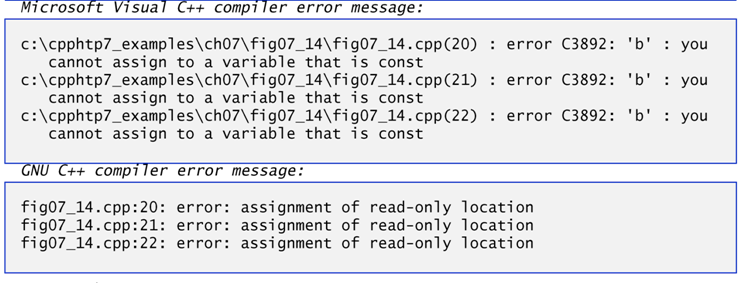 Microsoft Visual C++ compiler error message:
c:\cpphtp7_examples\ch07\fig07_14\fig07_14.cpp(20) : error C3892: 'b' : you
cannot assign to a variable that is const
c:\cpphtp7_examples\ch07\fig07_14\fig07_14.cpp(21) : error C3892: 'b' : you
cannot assign to a variable that is const
c:\cpphtp7_examples\ch07\fig07_14\fig07_14.cpp(22) : error C3892: 'b' : you
cannot assign to a variable that is const
GNU C++ compiler error message:
fig07_14.cpp:20: error: assignment of read-only location
fig07_14.cpp:21: error: assignment of read-only location
fig07_14.cpp:22: error: assignment of read-only location